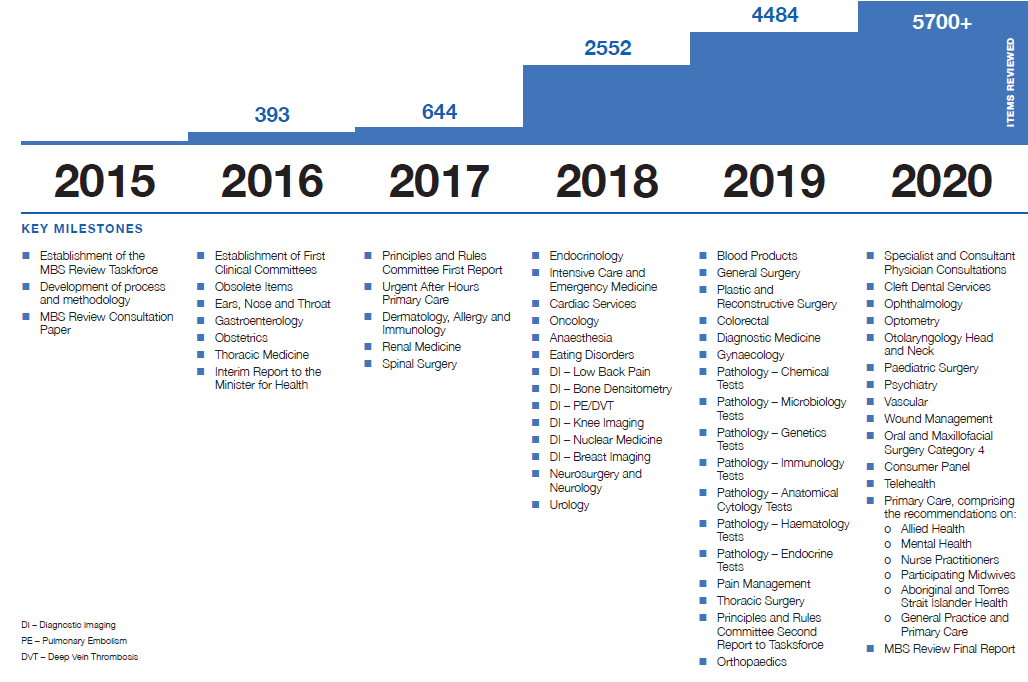 393
644
2552
4484
5700+
ITEMS REVIEWED
2015
2016
2017
2018
2019
2020
KEY MILESTONES
Establishment of the
MBS Review Taskforce
Development of process
and methodology
MBS Review Consultation
Paper
Establishment of First
Clinical Committees
Obsolete Items
Ears, Nose and Throat
Gastroenterology
Obstetrics
Thoracic Medicine
Interim Report to the
Minister for Health
Principles and Rules
Committee First Report
Urgent After Hours
Primary Care
Dermatology, Allergy and
Immunology
Renal Medicine
Spinal Surgery
Endocrinology
Intensive Care and
Emergency Medicine
Cardiac Services
Oncology
Anaesthesia
Eating Disorders
DI – Low Back Pain
DI – Bone Densitometry
DI – PE/DVT
DI – Knee Imaging
DI – Nuclear Medicine
DI – Breast Imaging
Neurosurgery and
Neurology
Urology
Blood Products
General Surgery
Plastic and
Reconstructive Surgery
Colorectal
Diagnostic Medicine
Gynaecology
Pathology – Chemical
Tests
Pathology – Microbiology
Tests
Pathology – Genetics
Tests
Pathology – Immunology
Tests
Pathology – Anatomical
Cytology Tests
Pathology – Haematology
Tests
Pathology – Endocrine
Tests
Pain Management
Thoracic Surgery
Principles and Rules
Committee Second
Report to Tasksforce
Orthopaedics
Specialist and Consultant
Physician Consultations
Cleft Dental Services
Ophthalmology
Optometry
Otolaryngology Head
and Neck
Paediatric Surgery
Psychiatry
Vascular
Wound Management
Oral and Maxillofacial
Surgery Category 4
Consumer Panel
Telehealth
Primary Care, comprising
the recommendations on:
o Allied Health
o Mental Health
o Nurse Practitioners
o Participating Midwives
o Aboriginal and Torres
Strait Islander Health
o General Practice and
Primary Care
MBS Review Final Report
DI – Diagnostic Imaging
PE – Pulmonary Embolism
DVT – Deep Vein Thrombosis